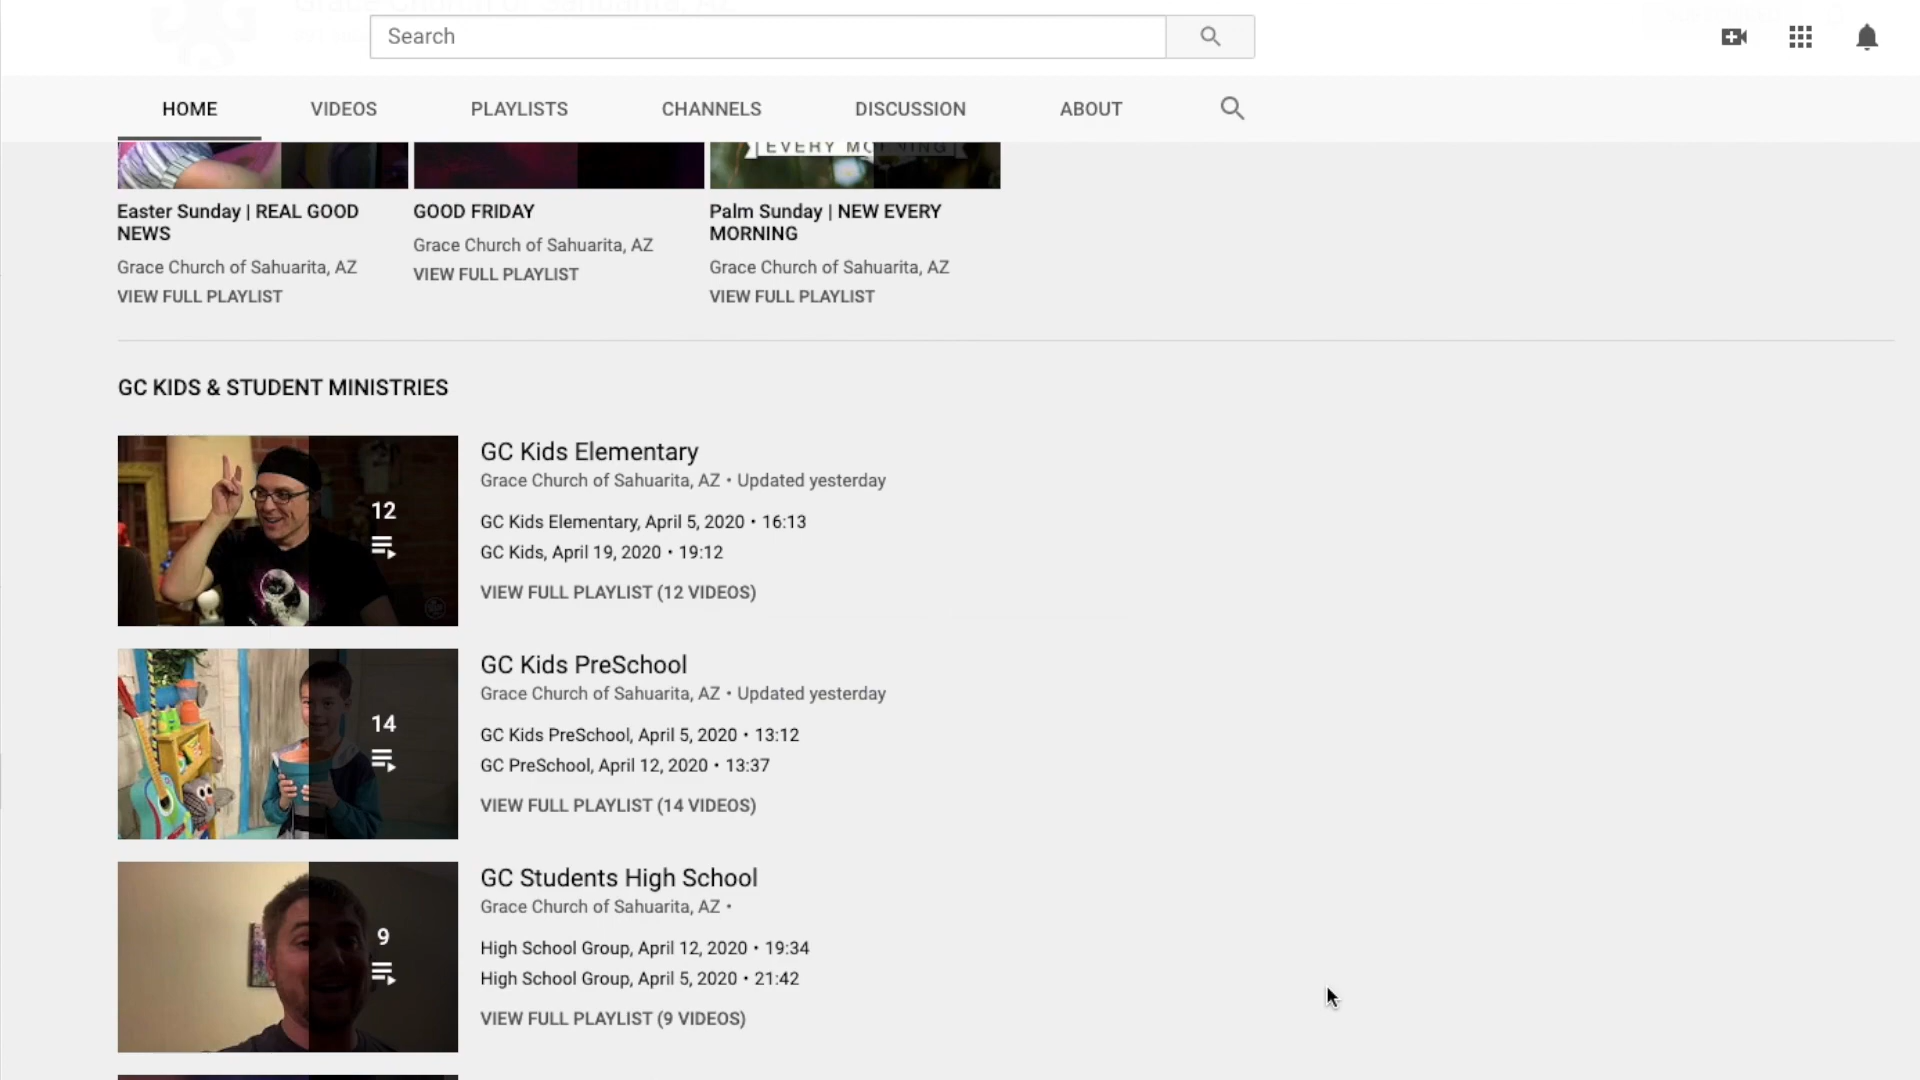 Grace Church of Sahuarita, AZ
Search
HOME VIDEOS PLAYLISTS CHANNELS DISCUSSION ABOUT
EVERY MORNING
Easter Sunday | REAL GOOD
NEWS
Grace Church of Sahuarita, AZ
VIEW FULL PLAYLIST
GOOD FRIDAY
Grace Church of Sahuarita, AZ
VIEW FULL PLAYLIST
Palm Sunday | NEW EVERY
MORNING
Grace Church of Sahuarita, AZ
VIEW FULL PLAYLIST
GC KIDS & STUDENT MINISTRIES
12
GC Kids Elementary
Grace Church of Sahuarita, AZ • Updated yesterday
GC Kids Elementary, April 5, 2020 • 16:13
GC Kids, April 19, 2020 • 19:12
VIEW FULL PLAYLIST (12 VIDEOS)
14
GC Kids PreSchool
Grace Church of Sahuarita, AZ • Updated yesterday
GC Kids PreSchool, April 5, 2020 • 13:12
GC PreSchool, April 12, 2020 • 13:37
VIEW FULL PLAYLIST (14 VIDEOS)
9
GC Students High School
Grace Church of Sahuarita, AZ •
High School Group, April 12, 2020 • 19:34
High School Group, April 5, 2020 • 21:42
VIEW FULL PLAYLIST (9 VIDEOS)